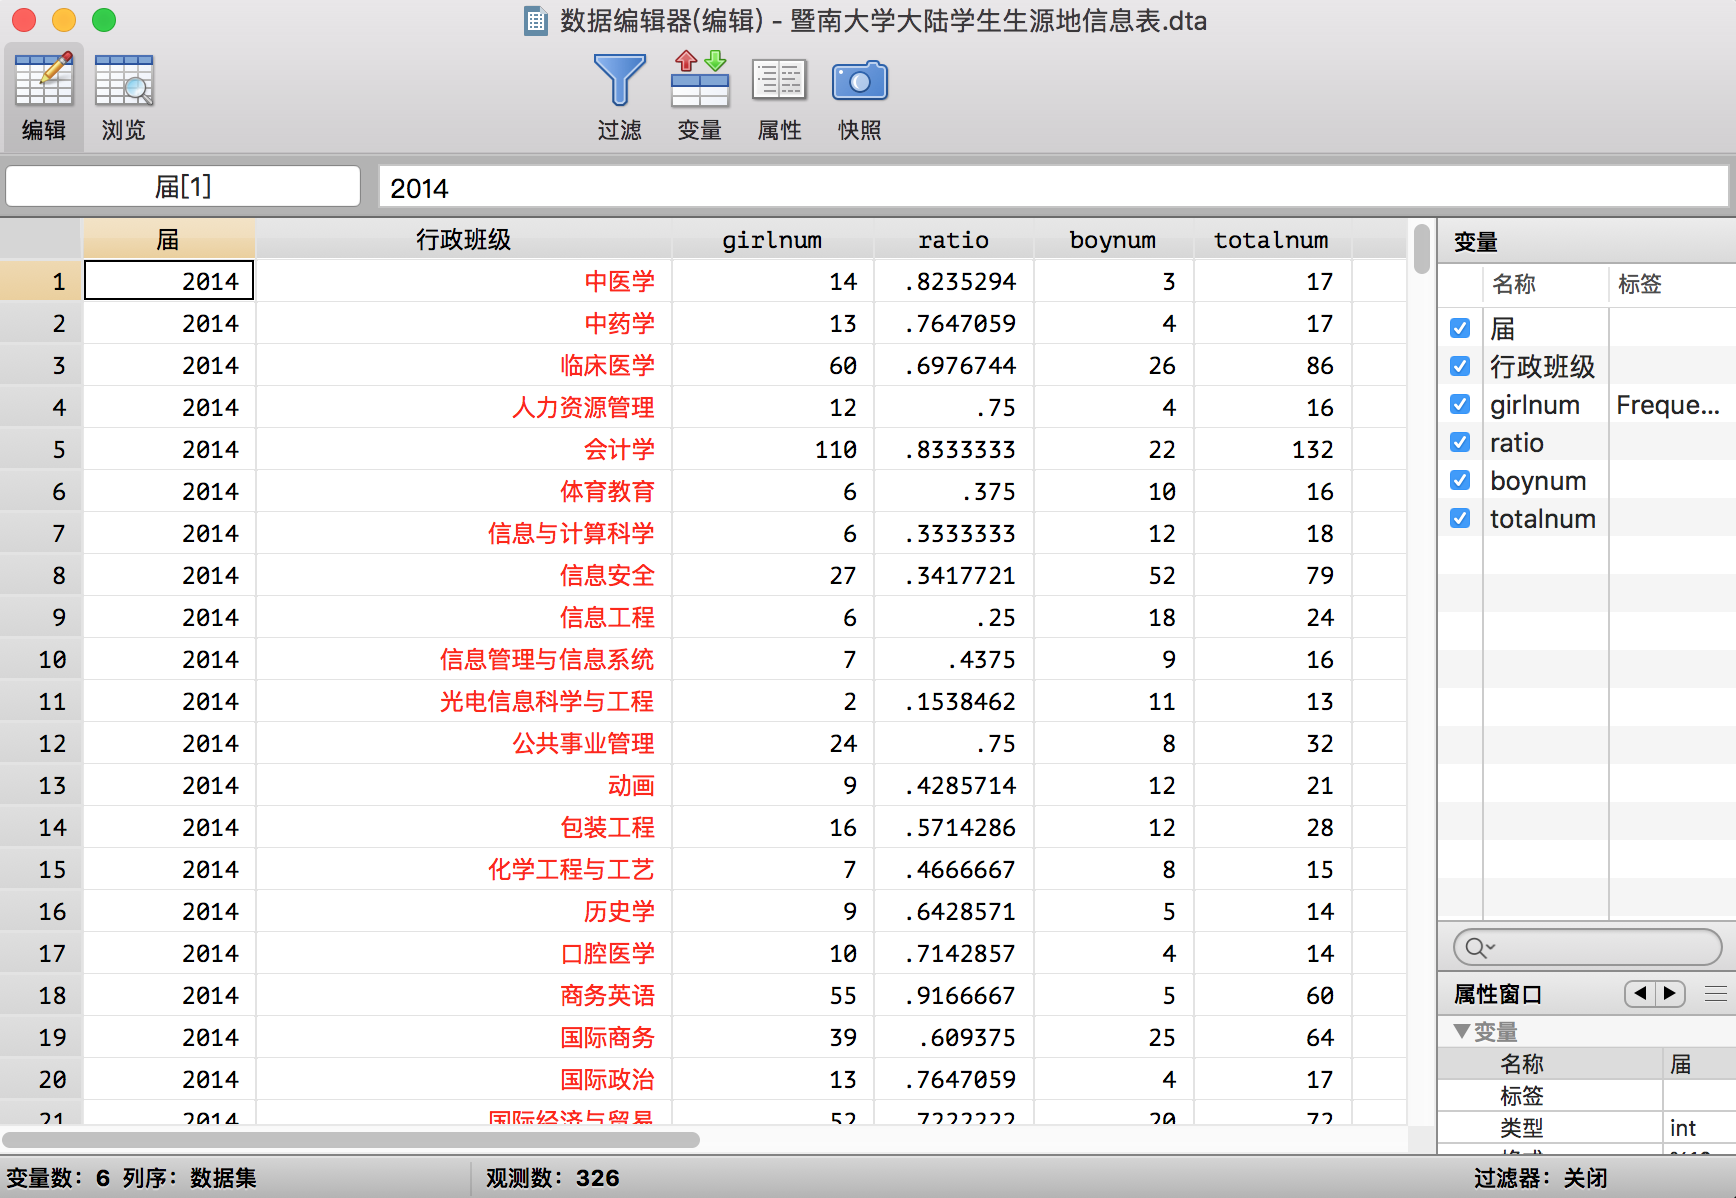 数据编辑器(编辑) - 暨南大学大陆学生生源地信息表.dta
编辑 浏览 过滤 变量 属性 快照
届[1] 2014
届 行政班级 girlnum ratio boynum totalnum
1 2014 中医学 14 .8235294 3 17
2 2014 中药学 13 .7647059 4 17
3 2014 临床医学 60 .6976744 26 86
4 2014 人力资源管理 12 .75 4 16
5 2014 会计学 110 .8333333 22 132
6 2014 体育教育 6 .375 10 16
7 2014 信息与计算科学 6 .3333333 12 18
8 2014 信息安全 27 .3417721 52 79
9 2014 信息工程 6 .25 18 24
10 2014 信息管理与信息系统 7 .4375 9 16
11 2014 光电信息科学与工程 2 .1538462 11 13
12 2014 公共事业管理 24 .75 8 32
13 2014 动画 9 .4285714 12 21
14 2014 包装工程 16 .5714286 12 28
15 2014 化学工程与工艺 7 .4666667 8 15
16 2014 历史学 9 .6428571 5 14
17 2014 口腔医学 10 .7142857 4 14
18 2014 商务英语 55 .9166667 5 60
19 2014 国际商务 39 .609375 25 64
20 2014 国际政治 13 .7647059 4 17
21 2014 国际经济与贸易 52 .7222222 20 72
变量
名称 标签
届
行政班级
girlnum Freque...
ratio
boynum
totalnum
属性窗口
变量
名称 届
标签
类型 int
变量数：6 列序：数据集 观测数：326 过滤器：关闭